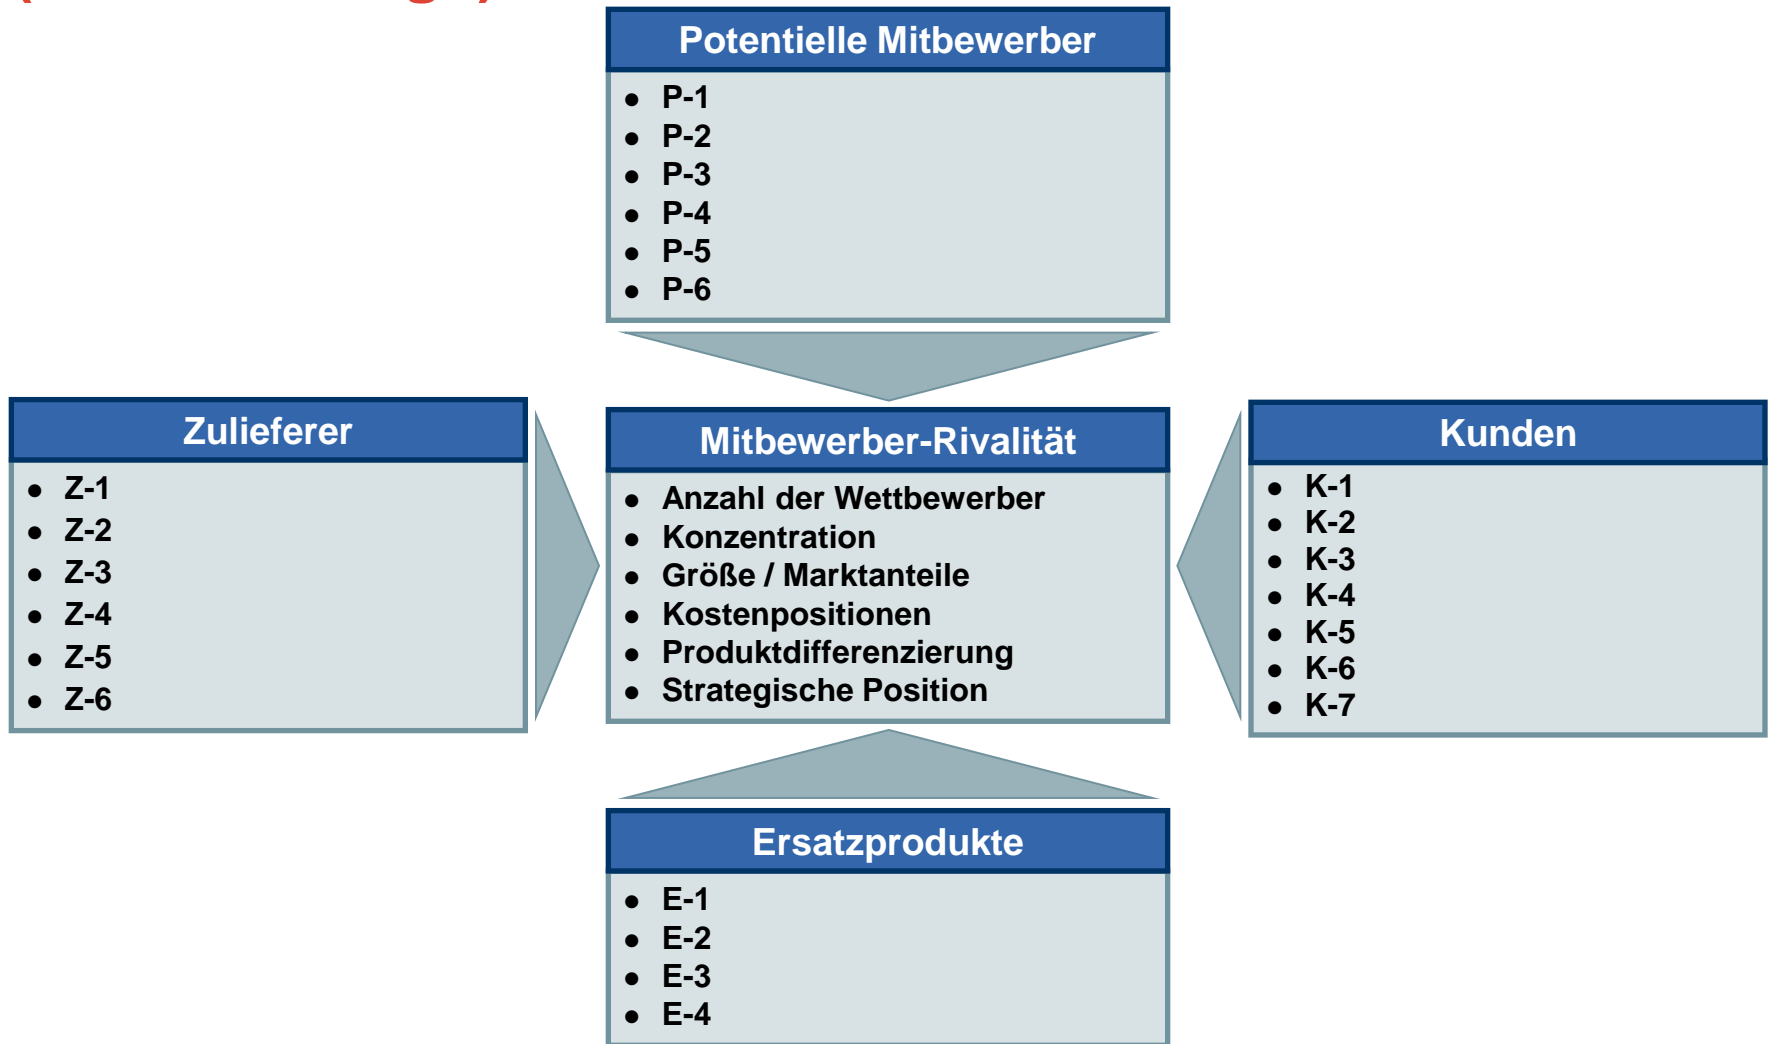 Potentielle Mitbewerber
● P-1
● P-2
● P-3
● P-4
● P-5
● P-6
Zulieferer
● Z-1
● Z-2
● Z-3
● Z-4
● Z-5
● Z-6
Mitbewerber-Rivalität
● Anzahl der Wettbewerber
● Konzentration
● Größe / Marktanteile
● Kostenpositionen
● Produktdifferenzierung
● Strategische Position
Kunden
● K-1
● K-2
● K-3
● K-4
● K-5
● K-6
● K-7
Ersatzprodukte
● E-1
● E-2
● E-3
● E-4